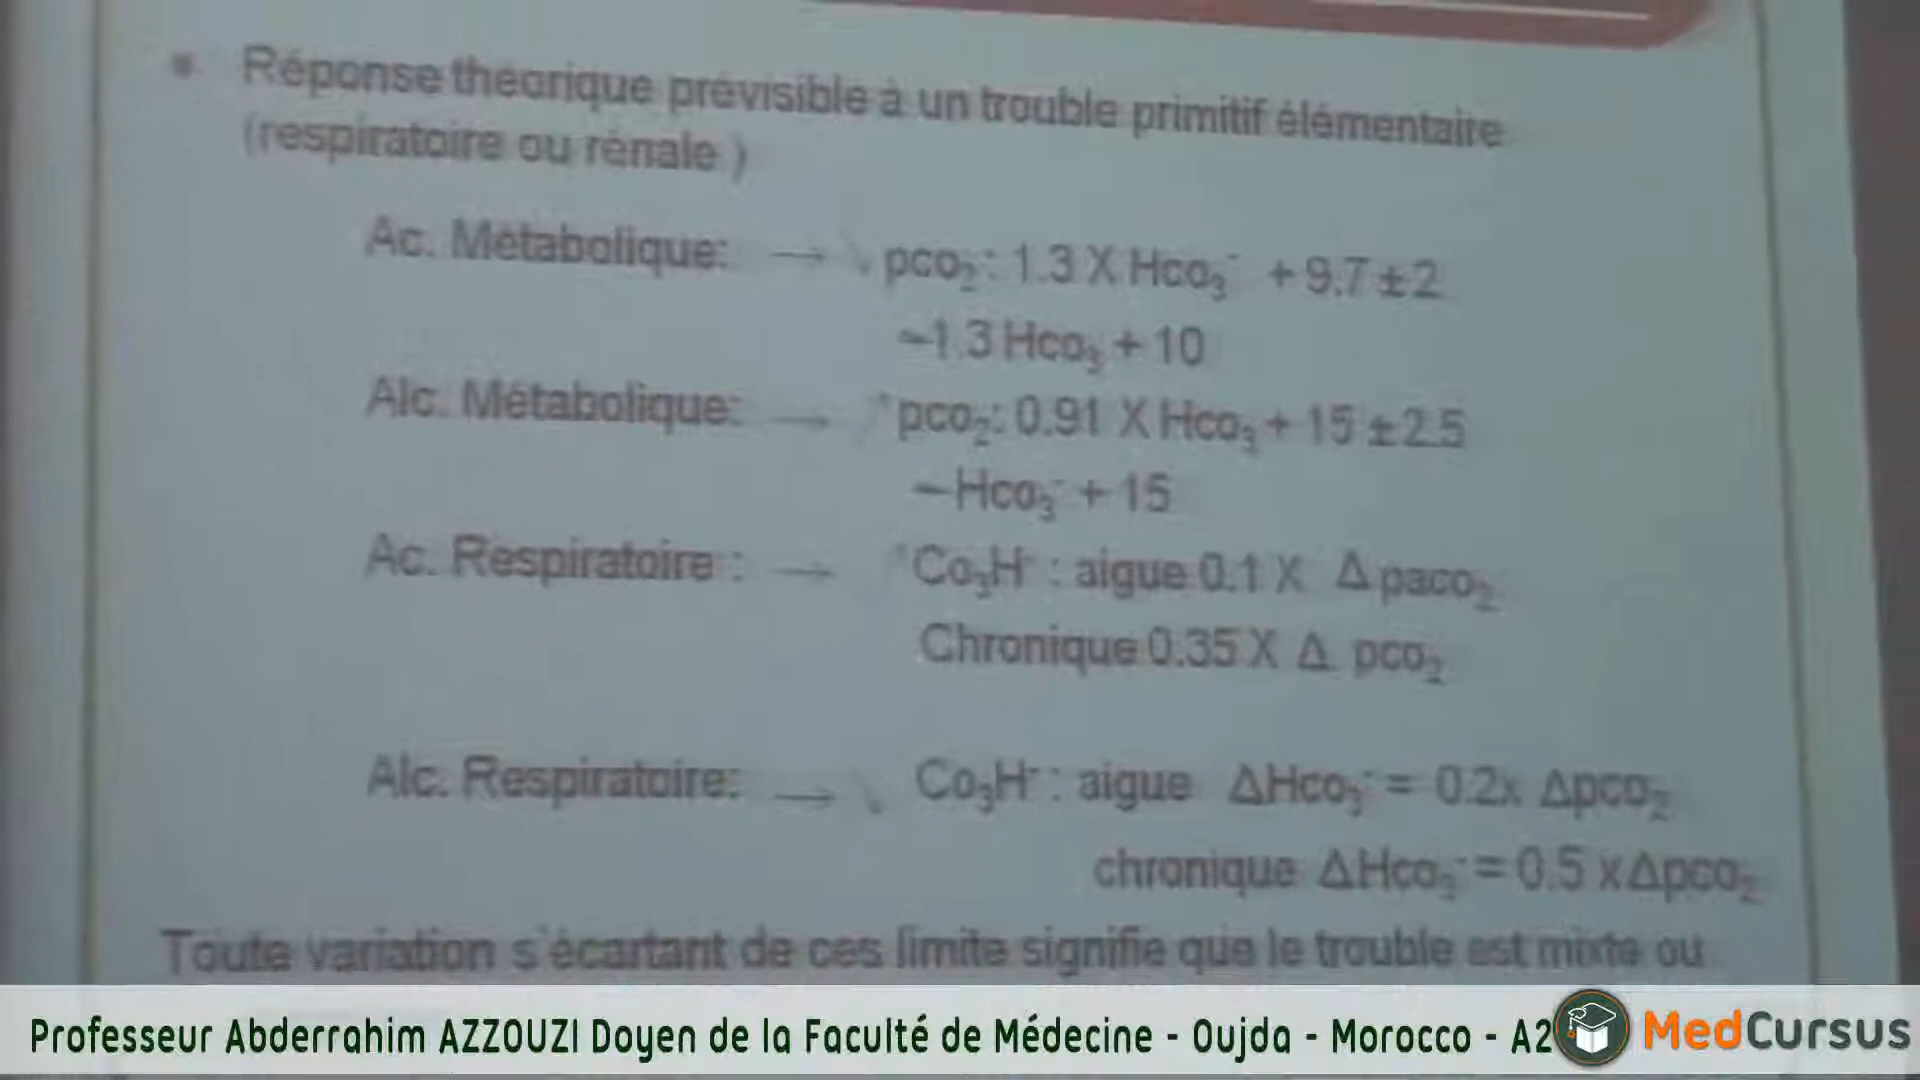 Réponse théorique prévisible à un trouble primitif élémentaire
(respiratoire ou rénale )
Ac. Métabolique: → ↘ pco₂: 1.3 X Hco₃⁻ + 9.7 ±2
~1.3 Hco₃ + 10
Alc. Métabolique: → ↗ pco₂: 0.91 X Hco₃ + 15 ±2.5
~Hco₃⁻ + 15
Ac. Respiratoire : → ↗ Co₃H⁻ : aigue 0.1 X Δ paco₂
Chronique 0.35 X Δ pco₂
Alc. Respiratoire: → ↘ Co₃H⁻ : aigue ΔHco₃⁻ = 0.2x Δpco₂
chronique ΔHco₃⁻ = 0.5 xΔpco₂
Toute variation s'écartant de ces limite signifie que le trouble est mixte ou
Professeur Abderrahim AZZOUZI Doyen de la Faculté de Médecine - Oujda - Morocco - A2
MedCursus